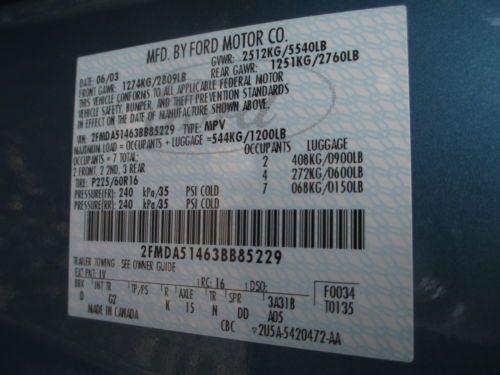 MFD. BY FORD MOTOR CO.
DATE: 06/03 GVWR: 2512KG/5540LB
FRONT GAWR: 1274KG/2809LB REAR GAWR: 1251KG/2760LB
THIS VEHICLE CONFORMS TO ALL APPLICABLE FEDERAL MOTOR
VEHICLE SAFETY, BUMPER, AND THEFT PREVENTION STANDARDS
IN EFFECT ON THE DATE OF MANUFACTURE SHOWN ABOVE.
VIN: 2FMDA51463BB85229 TYPE: MPV
MAXIMUM LOAD = OCCUPANTS + LUGGAGE = 544KG/1200LB
OCCUPANTS = 7 TOTAL: OCCUPANTS LUGGAGE
2 FRONT, 2 2ND, 3 REAR 2 408KG/0900LB
TIRE: P225/60R16 4 272KG/0600LB
PRESSURE(FR): 240 kPa/35 PSI COLD 7 068KG/0150LB
PRESSURE(RR): 240 kPa/35 PSI COLD
2FMDA51463BB85229
TRAILER TOWING - SEE OWNER GUIDE
EXT PNT: LV RC: 16 DSO: F0034
BRK INT TR TP/PS R AXLE TR SPR 3A31B T0135
D G2 K 15 N DD A05
MADE IN CANADA CBC 2U5A-5420472-AA